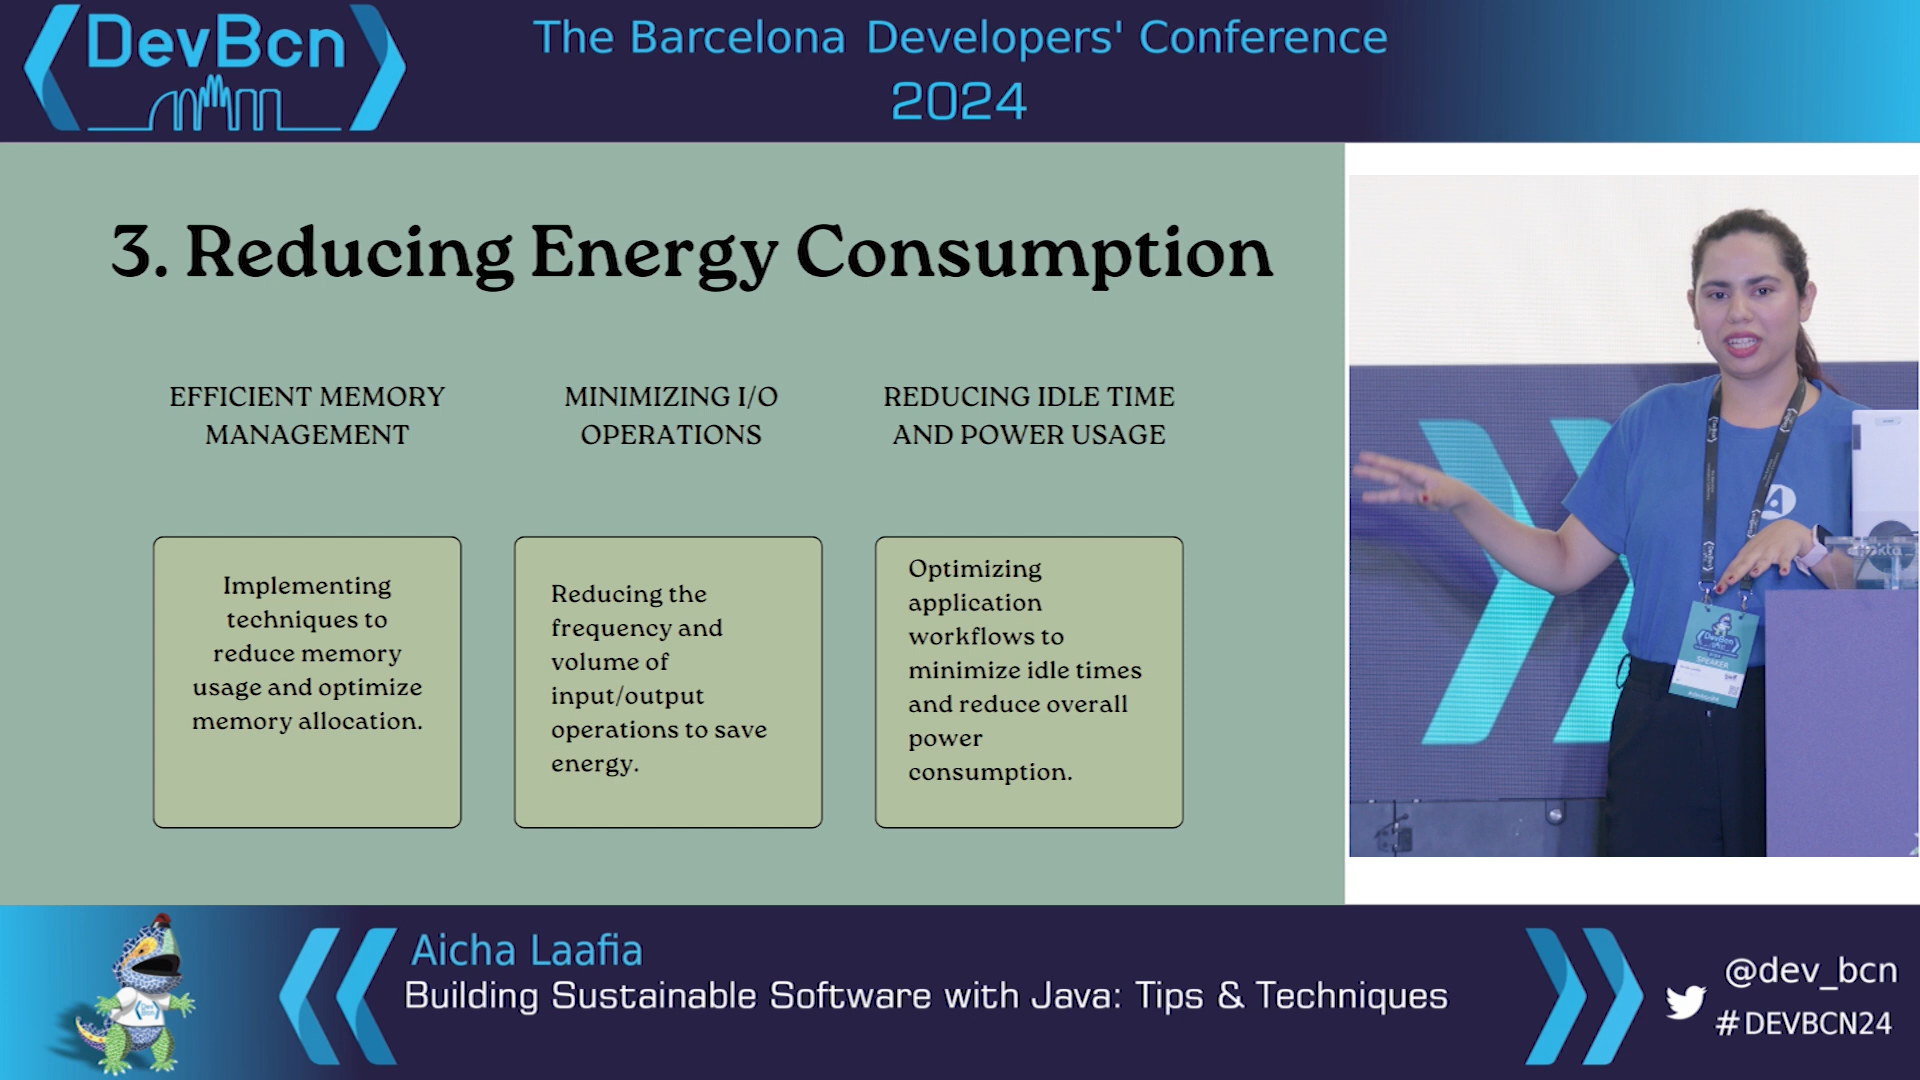 DevBcn
The Barcelona Developers' Conference
2024
3. Reducing Energy Consumption
EFFICIENT MEMORY
MANAGEMENT
MINIMIZING I/O
OPERATIONS
REDUCING IDLE TIME
AND POWER USAGE
Implementing
techniques to
reduce memory
usage and optimize
memory allocation.
Reducing the
frequency and
volume of
input/output
operations to save
energy.
Optimizing
application
workflows to
minimize idle times
and reduce overall
power
consumption.
DevBcn
SPEAKER
Aicha Laafia
Building Sustainable Software with Java: Tips & Techniques
@dev_bcn
#DEVBCN24